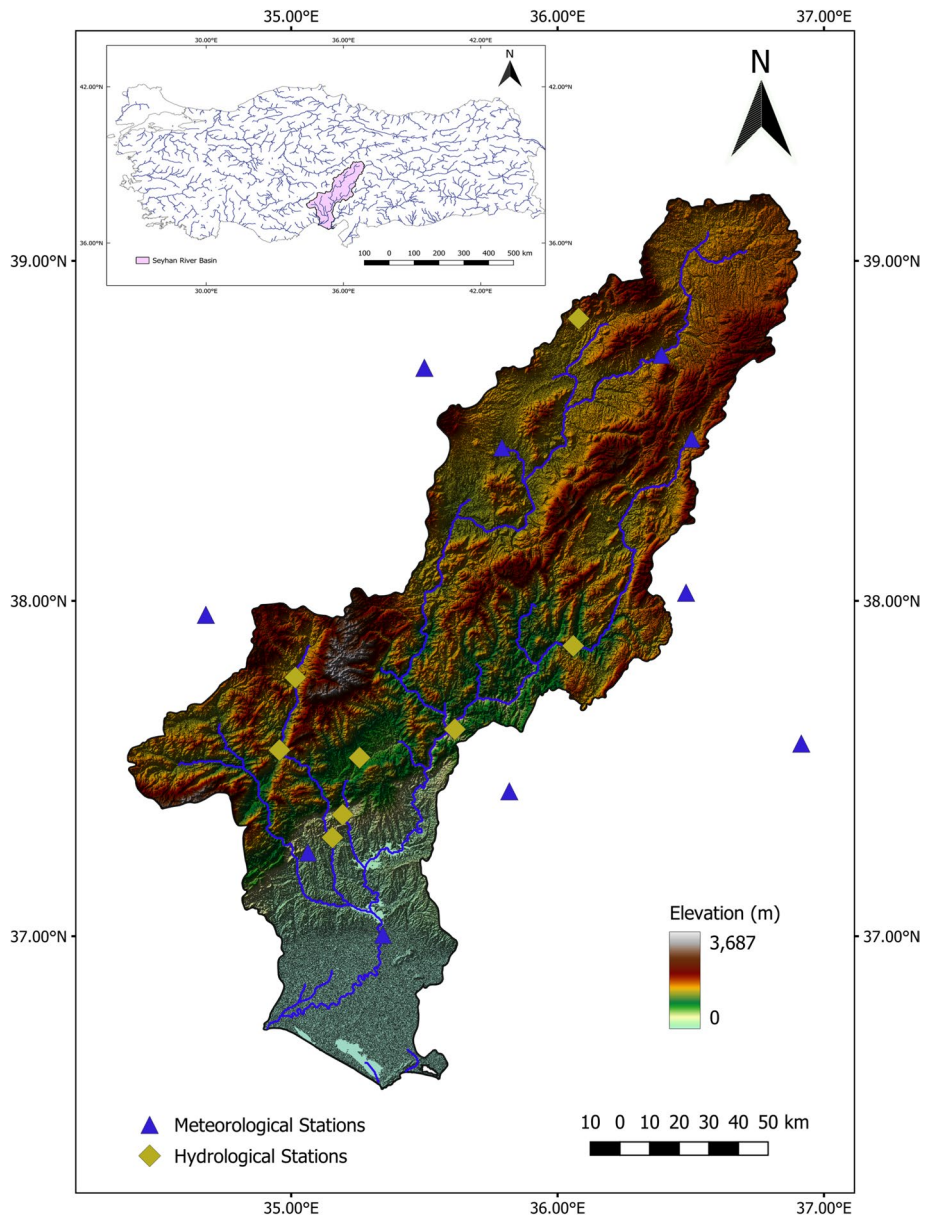 35.00°E 36.00°E 37.00°E
30.00°E 36.00°E 42.00°E
N
42.00°N 42.00°N
N
36.00°N 36.00°N
Seyhan River Basin
100 0 100 200 300 400 500 km
30.00°E 36.00°E 42.00°E
39.00°N 39.00°N
38.00°N 38.00°N
Elevation (m)
3,687
37.00°N 37.00°N
0
Meteorological Stations
10 0 10 20 30 40 50 km
Hydrological Stations
35.00°E 36.00°E 37.00°E